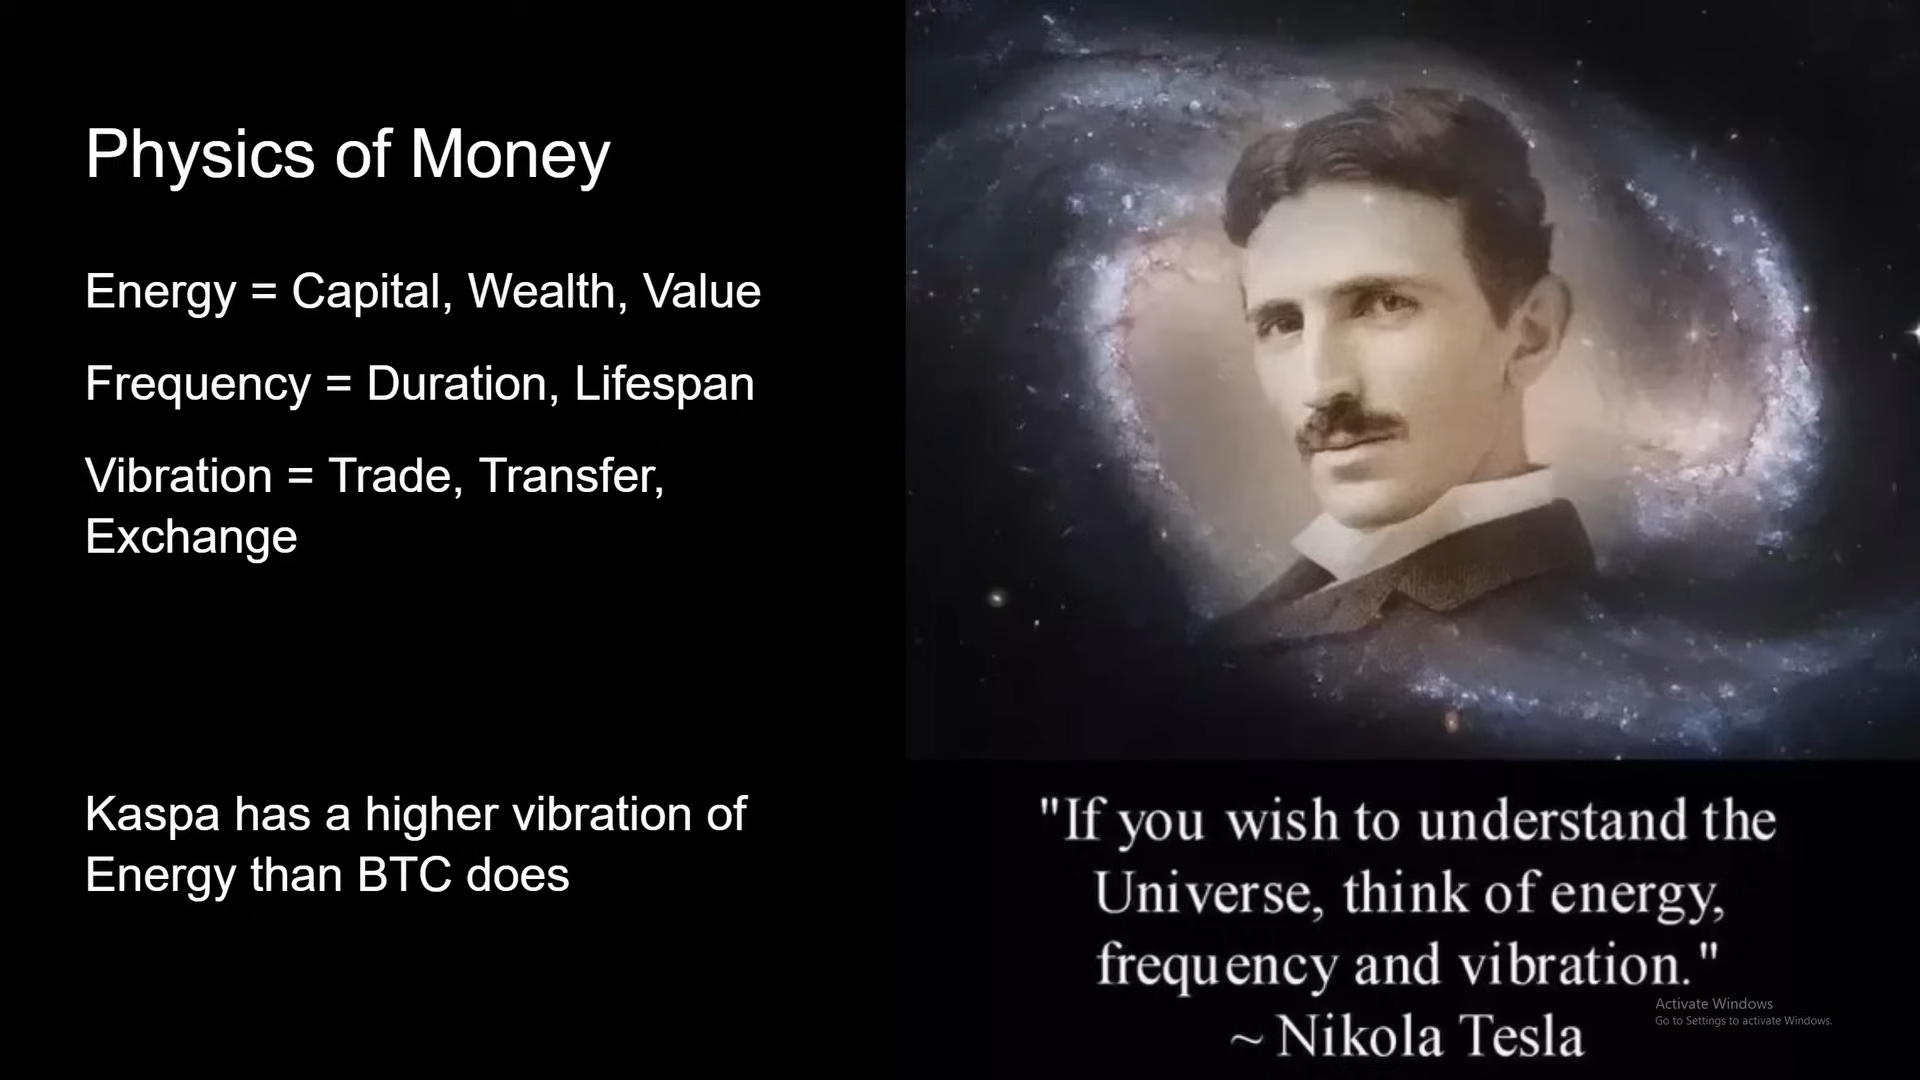 Physics of Money
Energy = Capital, Wealth, Value
Frequency = Duration, Lifespan
Vibration = Trade, Transfer,
Exchange
Kaspa has a higher vibration of
Energy than BTC does
"If you wish to understand the
Universe, think of energy,
frequency and vibration."
~ Nikola Tesla
Activate Windows
Go to Settings to activate Windows.